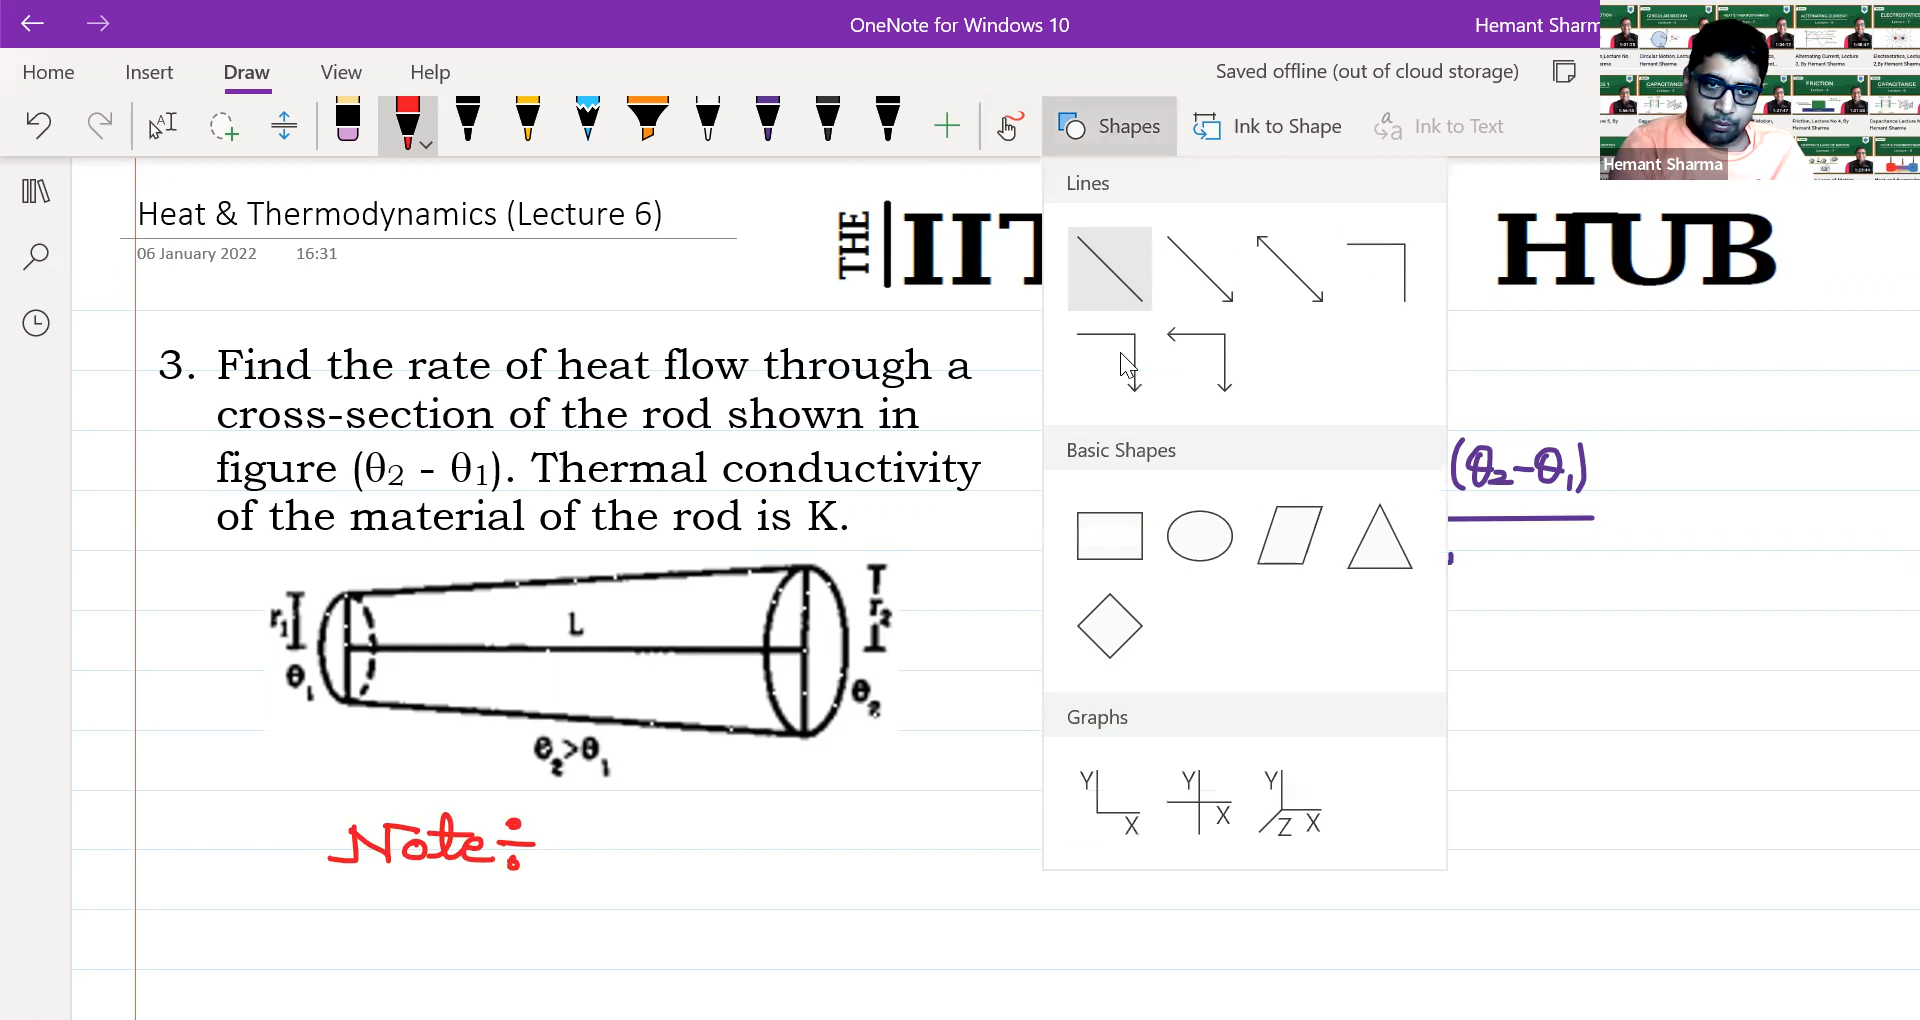 OneNote for Windows 10
Hemant Sharm
Home Insert Draw View Help
Saved offline (out of cloud storage)
Shapes Ink to Shape Ink to Text
Hemant Sharma
Lines
Heat & Thermodynamics (Lecture 6)
06 January 2022 16:31
THE IIT HUB
3. Find the rate of heat flow through a
cross-section of the rod shown in
figure (θ₂ - θ₁). Thermal conductivity
of the material of the rod is K.
(θ₂-θ₁)
Basic Shapes
r₁ L r₂
θ₁ θ₂
θ₂>θ₁
Graphs
Y X Y X Y Z X
Note÷